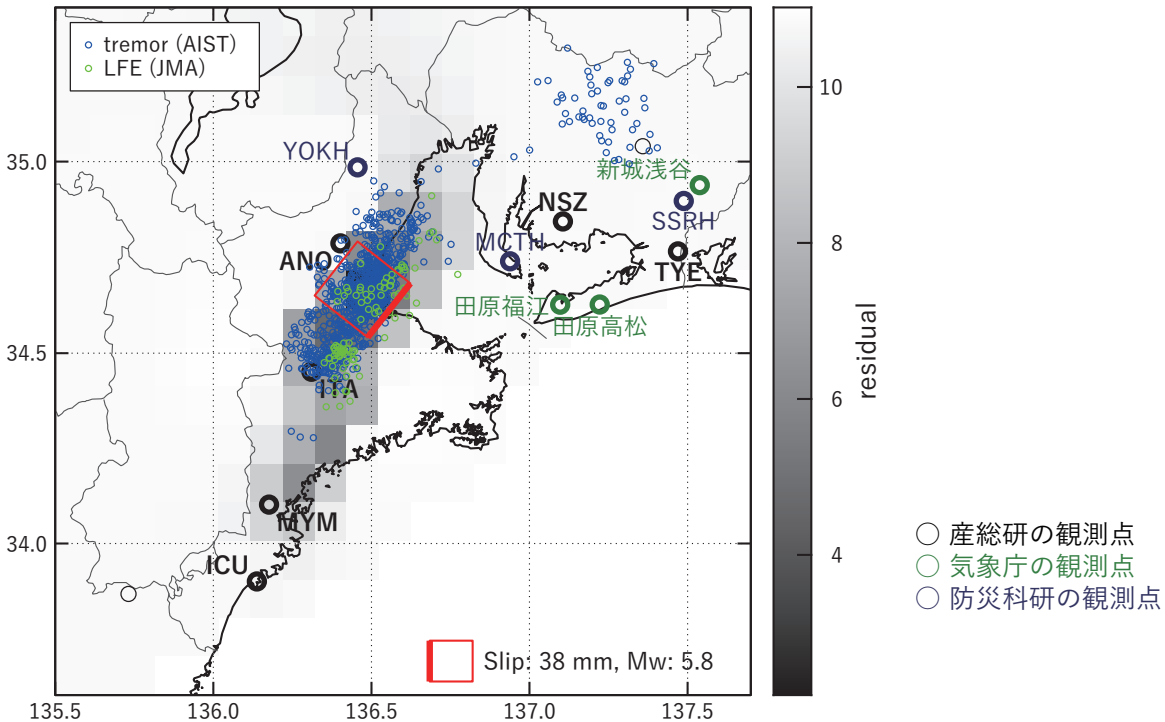 tremor (AIST)
LFE (JMA)
YOKH
新城浅谷
NSZ
SSRH
MCTH
ANO
TYE
田原福江
田原高松
ITA
MYM
ICU
Slip: 38 mm, Mw: 5.8
35.0
34.5
34.0
135.5
136.0
136.5
137.0
137.5
10
8
6
4
residual
産総研の観測点
気象庁の観測点
防災科研の観測点